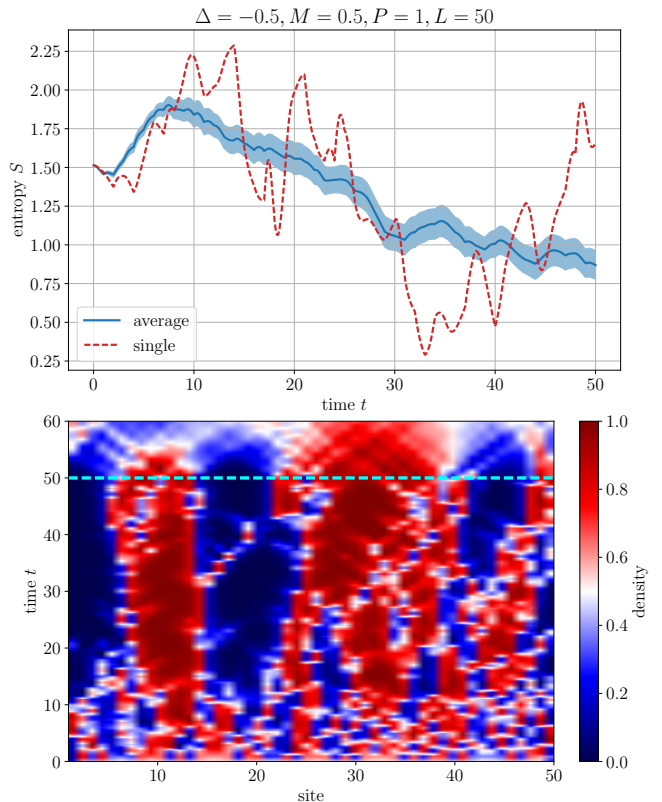 Δ = −0.5, M = 0.5, P = 1, L = 50
entropy S
2.25
2.00
1.75
1.50
1.25
1.00
0.75
0.50
0.25
average
single
0 10 20 30 40 50
time t
time t
60
50
40
30
20
10
0
10 20 30 40 50
site
1.0
0.8
0.6
0.4
0.2
0.0
density